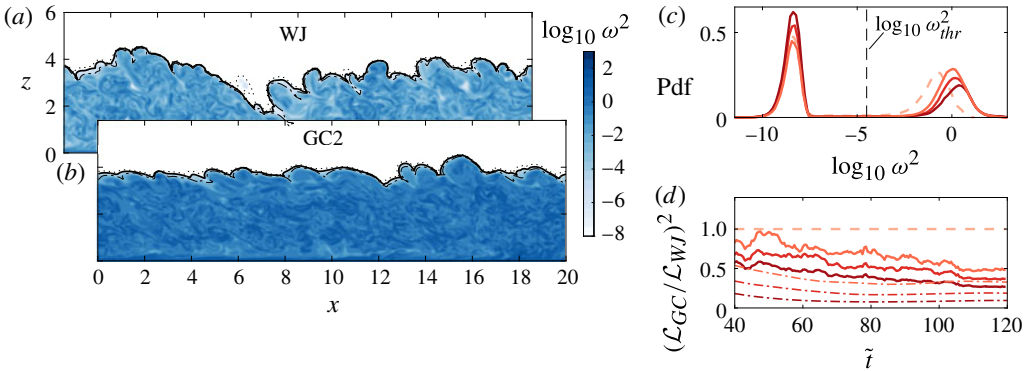 (a)
6
4
2
0
z
WJ
log₁₀ ω²
2
0
−2
−4
−6
−8
(b)
GC2
0 2 4 6 8 10 12 14 16 18 20
x
(c)
0.5
0
Pdf
log₁₀ ω²ₜₕᵣ
−10 −5 0
log₁₀ ω²
(d)
1.0
0.5
0
(ℒ_GC/ℒ_WJ)²
40 60 80 100 120
t̃